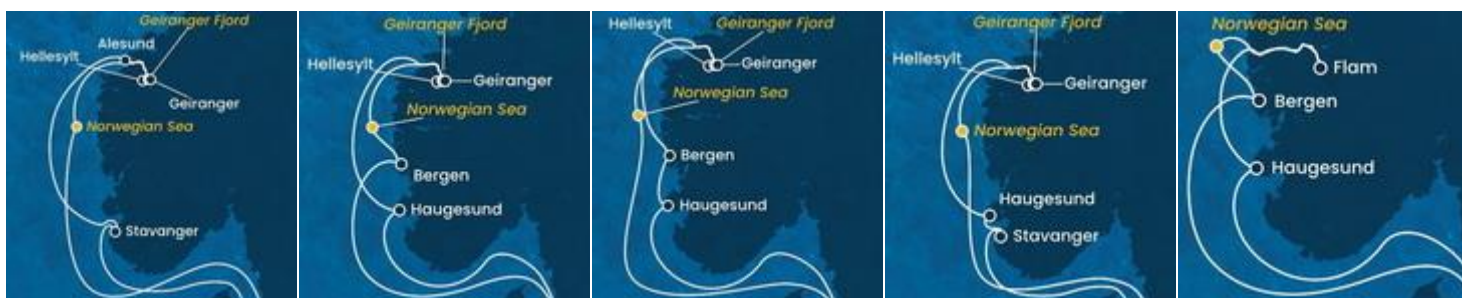 Geiranger Fjord
Alesund
Hellesylt
Geiranger
Norwegian Sea
Stavanger
Geiranger Fjord
Hellesylt
Geiranger
Norwegian Sea
Bergen
Haugesund
Hellesylt
Geiranger Fjord
Geiranger
Norwegian Sea
Bergen
Haugesund
Geiranger Fjord
Hellesylt
Geiranger
Norwegian Sea
Haugesund
Stavanger
Norwegian Sea
Flam
Bergen
Haugesund